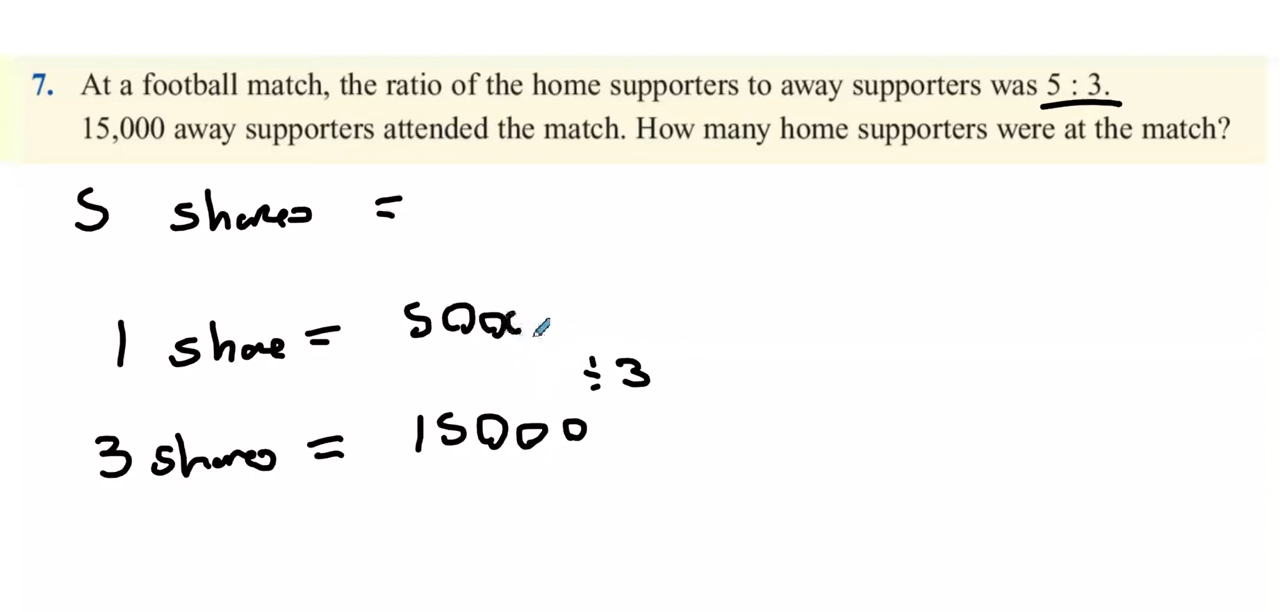 7. At a football match, the ratio of the home supporters to away supporters was 5 : 3.
15,000 away supporters attended the match. How many home supporters were at the match?
5 shares =
1 share = 5000
÷ 3
3 shares = 15000